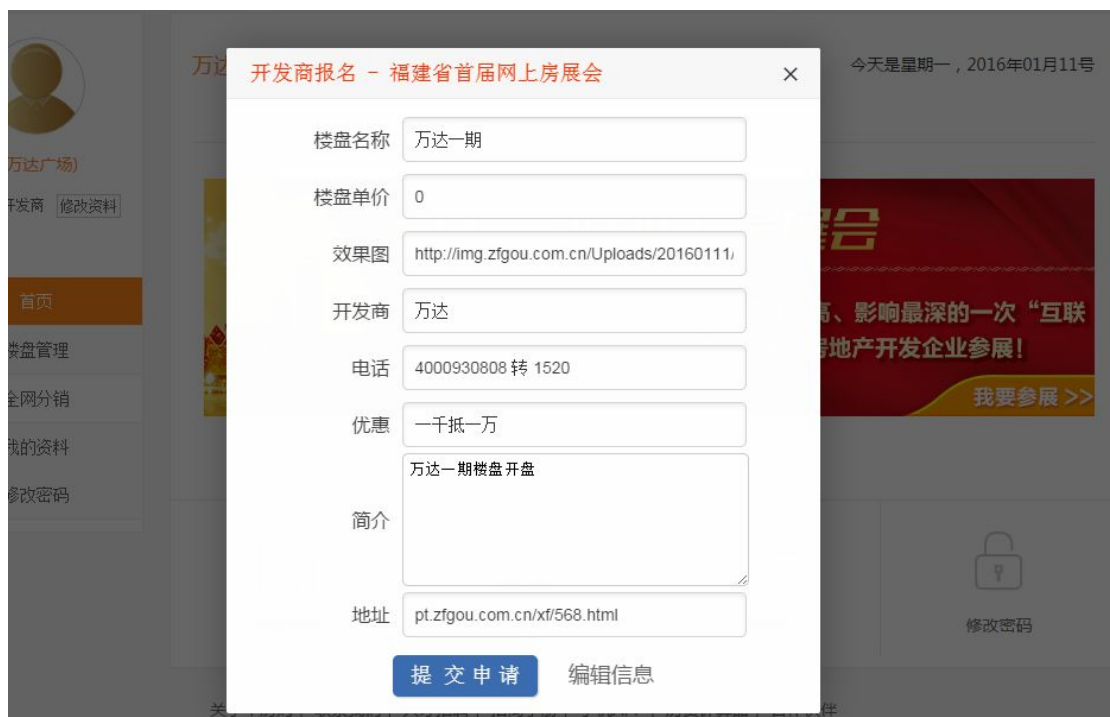 万达
开发商报名 - 福建省首届网上房展会
×
今天是星期一，2016年01月11号
万达广场)
开发商 修改资料
首页
楼盘管理
全网分销
我的资料
修改密码
楼盘名称 万达一期
楼盘单价 0
效果图 http://img.zfgou.com.cn/Uploads/20160111/
开发商 万达
电话 4000930808 转 1520
优惠 一千抵一万
简介 万达一期楼盘开盘
地址 pt.zfgou.com.cn/xf/568.html
提交申请 编辑信息
展会
高、影响最深的一次“互联
房地产开发企业参展！
我要参展 >>
修改密码